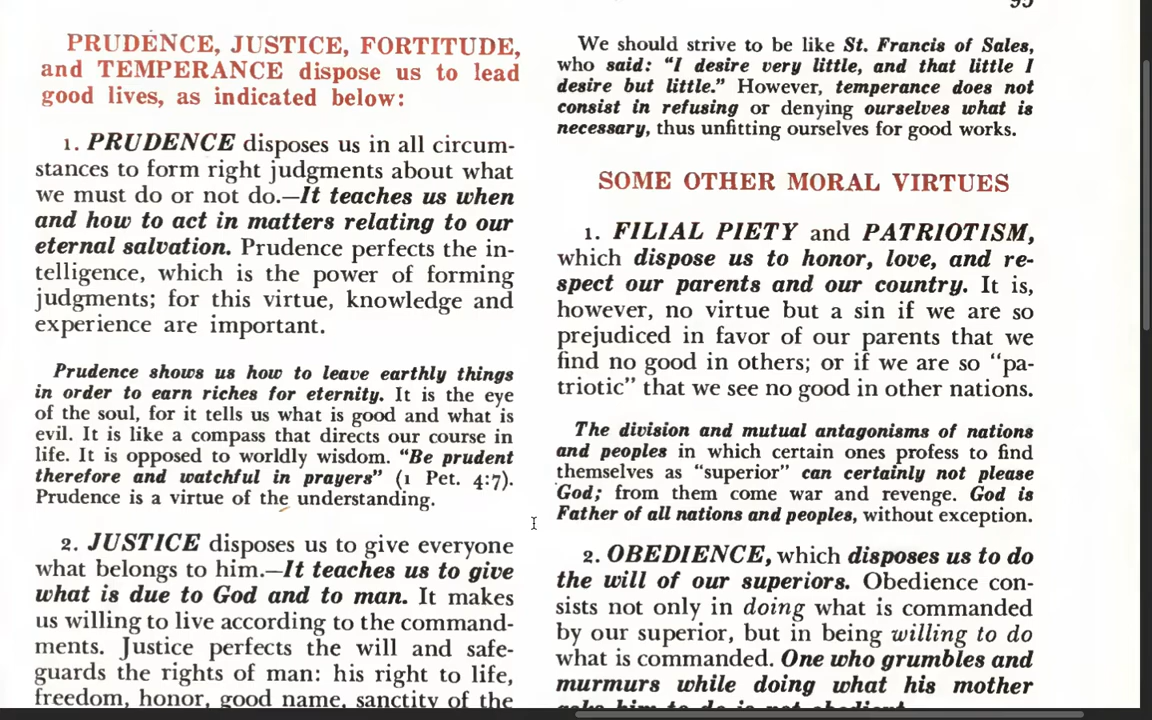 95
PRUDENCE, JUSTICE, FORTITUDE,
and TEMPERANCE dispose us to lead
good lives, as indicated below:
1. PRUDENCE disposes us in all circum-
stances to form right judgments about what
we must do or not do.—It teaches us when
and how to act in matters relating to our
eternal salvation. Prudence perfects the in-
telligence, which is the power of forming
judgments; for this virtue, knowledge and
experience are important.
Prudence shows us how to leave earthly things
in order to earn riches for eternity. It is the eye
of the soul, for it tells us what is good and what is
evil. It is like a compass that directs our course in
life. It is opposed to worldly wisdom. “Be prudent
therefore and watchful in prayers” (1 Pet. 4:7).
Prudence is a virtue of the understanding.
2. JUSTICE disposes us to give everyone
what belongs to him.—It teaches us to give
what is due to God and to man. It makes
us willing to live according to the command-
ments. Justice perfects the will and safe-
guards the rights of man: his right to life,
freedom, honor, good name, sanctity of the
We should strive to be like St. Francis of Sales,
who said: “I desire very little, and that little I
desire but little.” However, temperance does not
consist in refusing or denying ourselves what is
necessary, thus unfitting ourselves for good works.
SOME OTHER MORAL VIRTUES
1. FILIAL PIETY and PATRIOTISM,
which dispose us to honor, love, and re-
spect our parents and our country. It is,
however, no virtue but a sin if we are so
prejudiced in favor of our parents that we
find no good in others; or if we are so “pa-
triotic” that we see no good in other nations.
The division and mutual antagonisms of nations
and peoples in which certain ones profess to find
themselves as “superior” can certainly not please
God; from them come war and revenge. God is
Father of all nations and peoples, without exception.
2. OBEDIENCE, which disposes us to do
the will of our superiors. Obedience con-
sists not only in doing what is commanded
by our superior, but in being willing to do
what is commanded. One who grumbles and
murmurs while doing what his mother
asks him to do is not obedient.